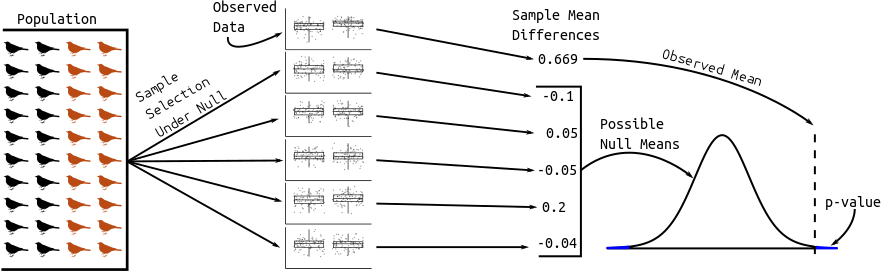 Population
Observed
Data
Sample
Selection
Under Null
Sample Mean
Differences
0.669
-0.1
0.05
-0.05
0.2
-0.04
Observed Mean
Possible
Null Means
p-value